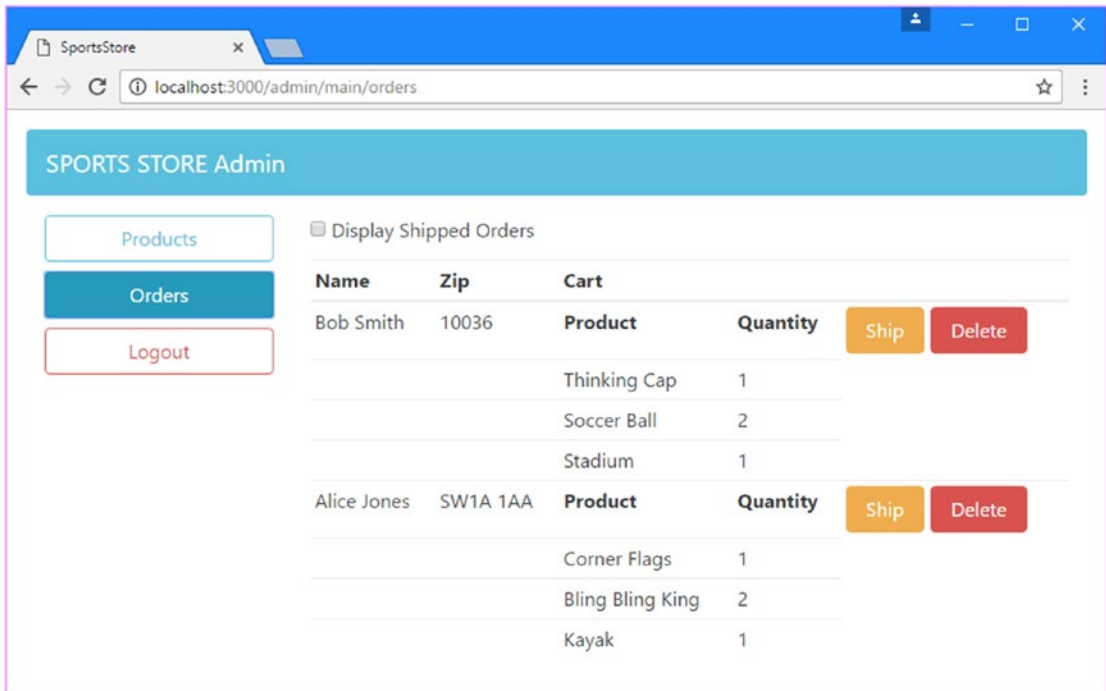 SportsStore
localhost:3000/admin/main/orders
SPORTS STORE Admin
Products
Orders
Logout
Display Shipped Orders
Name Zip Cart
Bob Smith 10036 Product Quantity Ship Delete
Thinking Cap 1
Soccer Ball 2
Stadium 1
Alice Jones SW1A 1AA Product Quantity Ship Delete
Corner Flags 1
Bling Bling King 2
Kayak 1